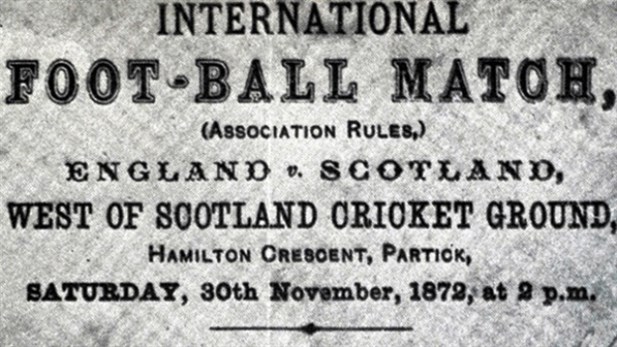 INTERNATIONAL
FOOT-BALL MATCH,
(ASSOCIATION RULES,)
ENGLAND v. SCOTLAND,
WEST OF SCOTLAND CRICKET GROUND,
HAMILTON CRESCENT, PARTICK,
SATURDAY, 30th November, 1872, at 2 p.m.